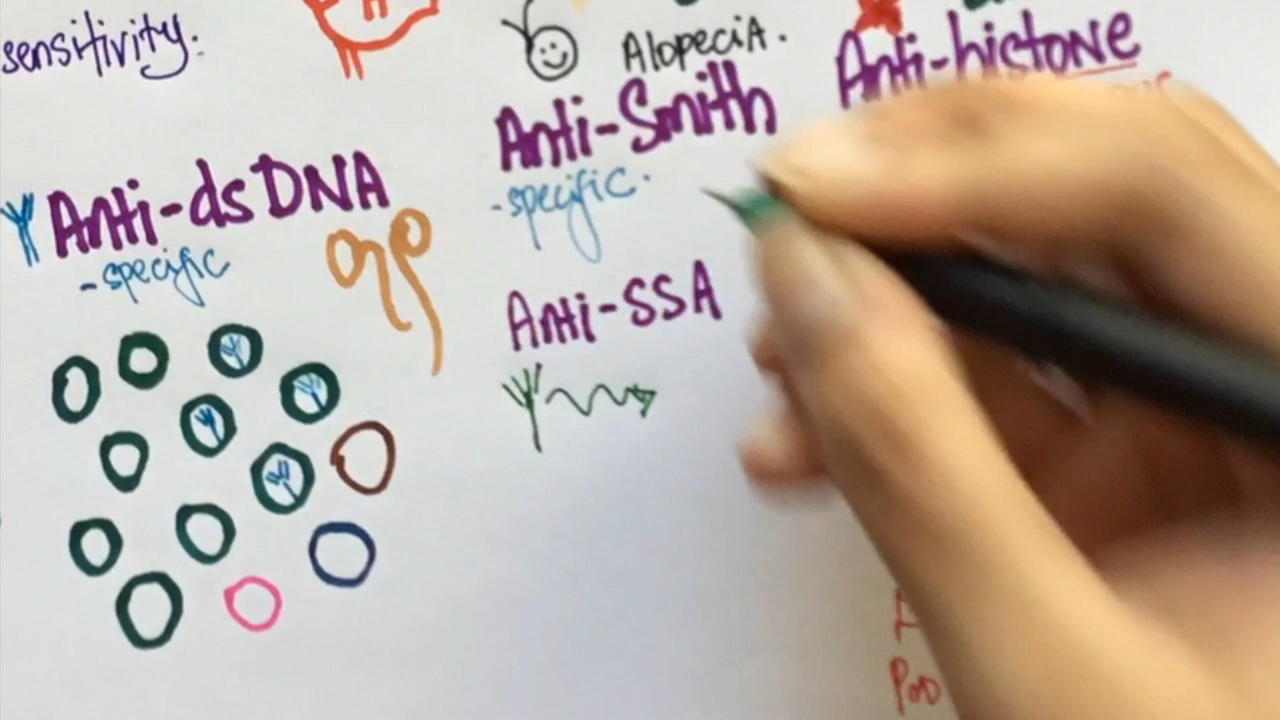 sensitivity.
Alopecia.
Anti-histone
Anti-Smith
-specific.
Anti-dsDNA
-specific
Anti-SSA